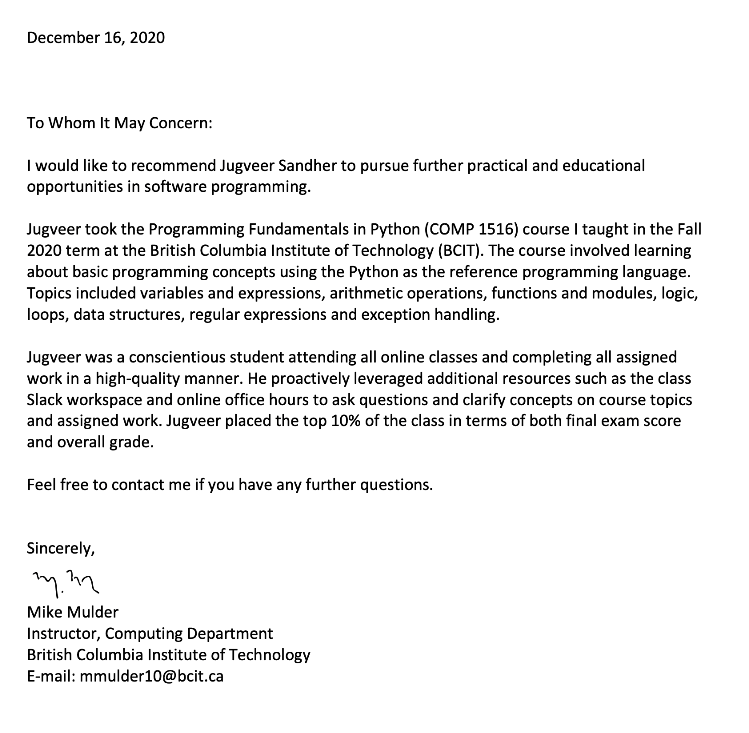 December 16, 2020
To Whom It May Concern:
I would like to recommend Jugveer Sandher to pursue further practical and educational
opportunities in software programming.
Jugveer took the Programming Fundamentals in Python (COMP 1516) course I taught in the Fall
2020 term at the British Columbia Institute of Technology (BCIT). The course involved learning
about basic programming concepts using the Python as the reference programming language.
Topics included variables and expressions, arithmetic operations, functions and modules, logic,
loops, data structures, regular expressions and exception handling.
Jugveer was a conscientious student attending all online classes and completing all assigned
work in a high-quality manner. He proactively leveraged additional resources such as the class
Slack workspace and online office hours to ask questions and clarify concepts on course topics
and assigned work. Jugveer placed the top 10% of the class in terms of both final exam score
and overall grade.
Feel free to contact me if you have any further questions.
Sincerely,
M. M
Mike Mulder
Instructor, Computing Department
British Columbia Institute of Technology
E-mail: mmulder10@bcit.ca